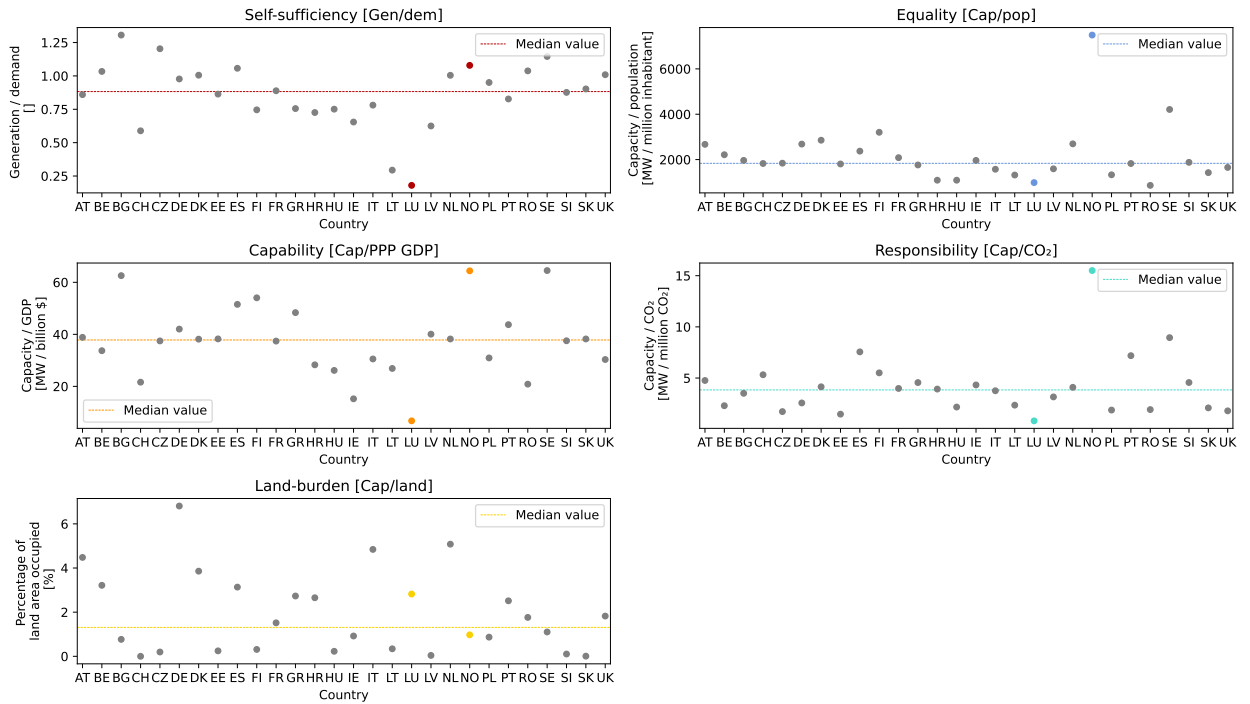 Self-sufficiency [Gen/dem]
Generation / demand
[]
1.25
1.00
0.75
0.50
0.25
Median value
AT BE BG CH CZ DE DK EE ES FI FR GR HR HU IE IT LT LU LV NL NO PL PT RO SE SI SK UK
Country
Equality [Cap/pop]
Capacity / population
[MW / million inhabitant]
6000
4000
2000
Median value
AT BE BG CH CZ DE DK EE ES FI FR GR HR HU IE IT LT LU LV NL NO PL PT RO SE SI SK UK
Country
Capability [Cap/PPP GDP]
Capacity / GDP
[MW / billion $]
60
40
20
Median value
AT BE BG CH CZ DE DK EE ES FI FR GR HR HU IE IT LT LU LV NL NO PL PT RO SE SI SK UK
Country
Responsibility [Cap/CO₂]
Capacity / CO₂
[MW / million CO₂]
15
10
5
Median value
AT BE BG CH CZ DE DK EE ES FI FR GR HR HU IE IT LT LU LV NL NO PL PT RO SE SI SK UK
Country
Land-burden [Cap/land]
Percentage of
land area occupied
[%]
6
4
2
0
Median value
AT BE BG CH CZ DE DK EE ES FI FR GR HR HU IE IT LT LU LV NL NO PL PT RO SE SI SK UK
Country